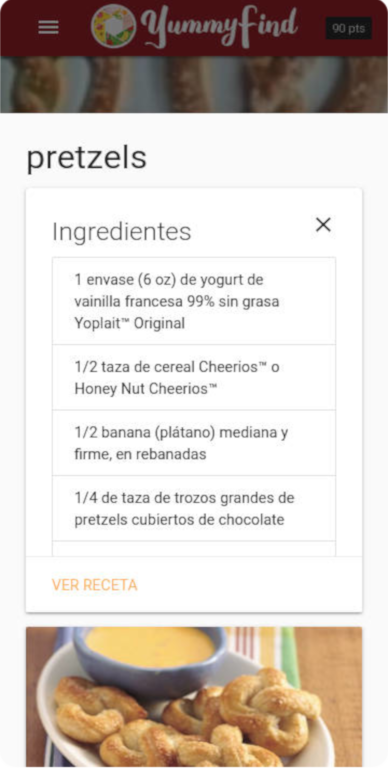 YummyFind
90 pts
pretzels
Ingredientes
1 envase (6 oz) de yogurt de
vainilla francesa 99% sin grasa
Yoplait™ Original
1/2 taza de cereal Cheerios™ o
Honey Nut Cheerios™
1/2 banana (plátano) mediana y
firme, en rebanadas
1/4 de taza de trozos grandes de
pretzels cubiertos de chocolate
VER RECETA